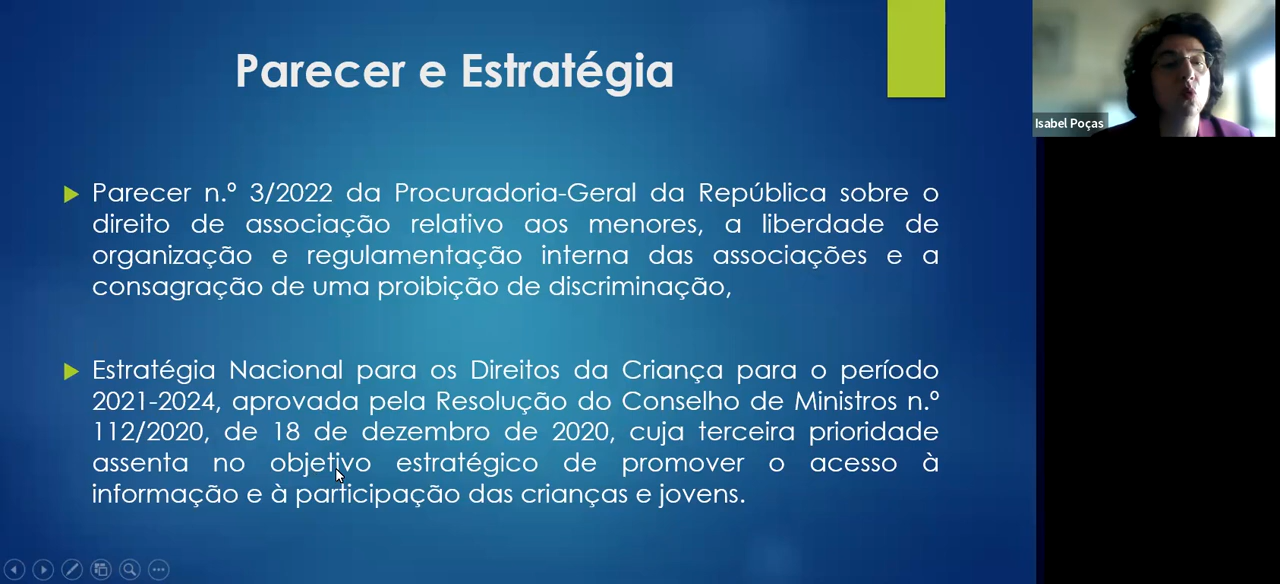 Parecer e Estratégia
Isabel Poças
Parecer n.º 3/2022 da Procuradoria-Geral da República sobre o
direito de associação relativo aos menores, a liberdade de
organização e regulamentação interna das associações e a
consagração de uma proibição de discriminação,
Estratégia Nacional para os Direitos da Criança para o período
2021-2024, aprovada pela Resolução do Conselho de Ministros n.º
112/2020, de 18 de dezembro de 2020, cuja terceira prioridade
assenta no objetivo estratégico de promover o acesso à
informação e à participação das crianças e jovens.